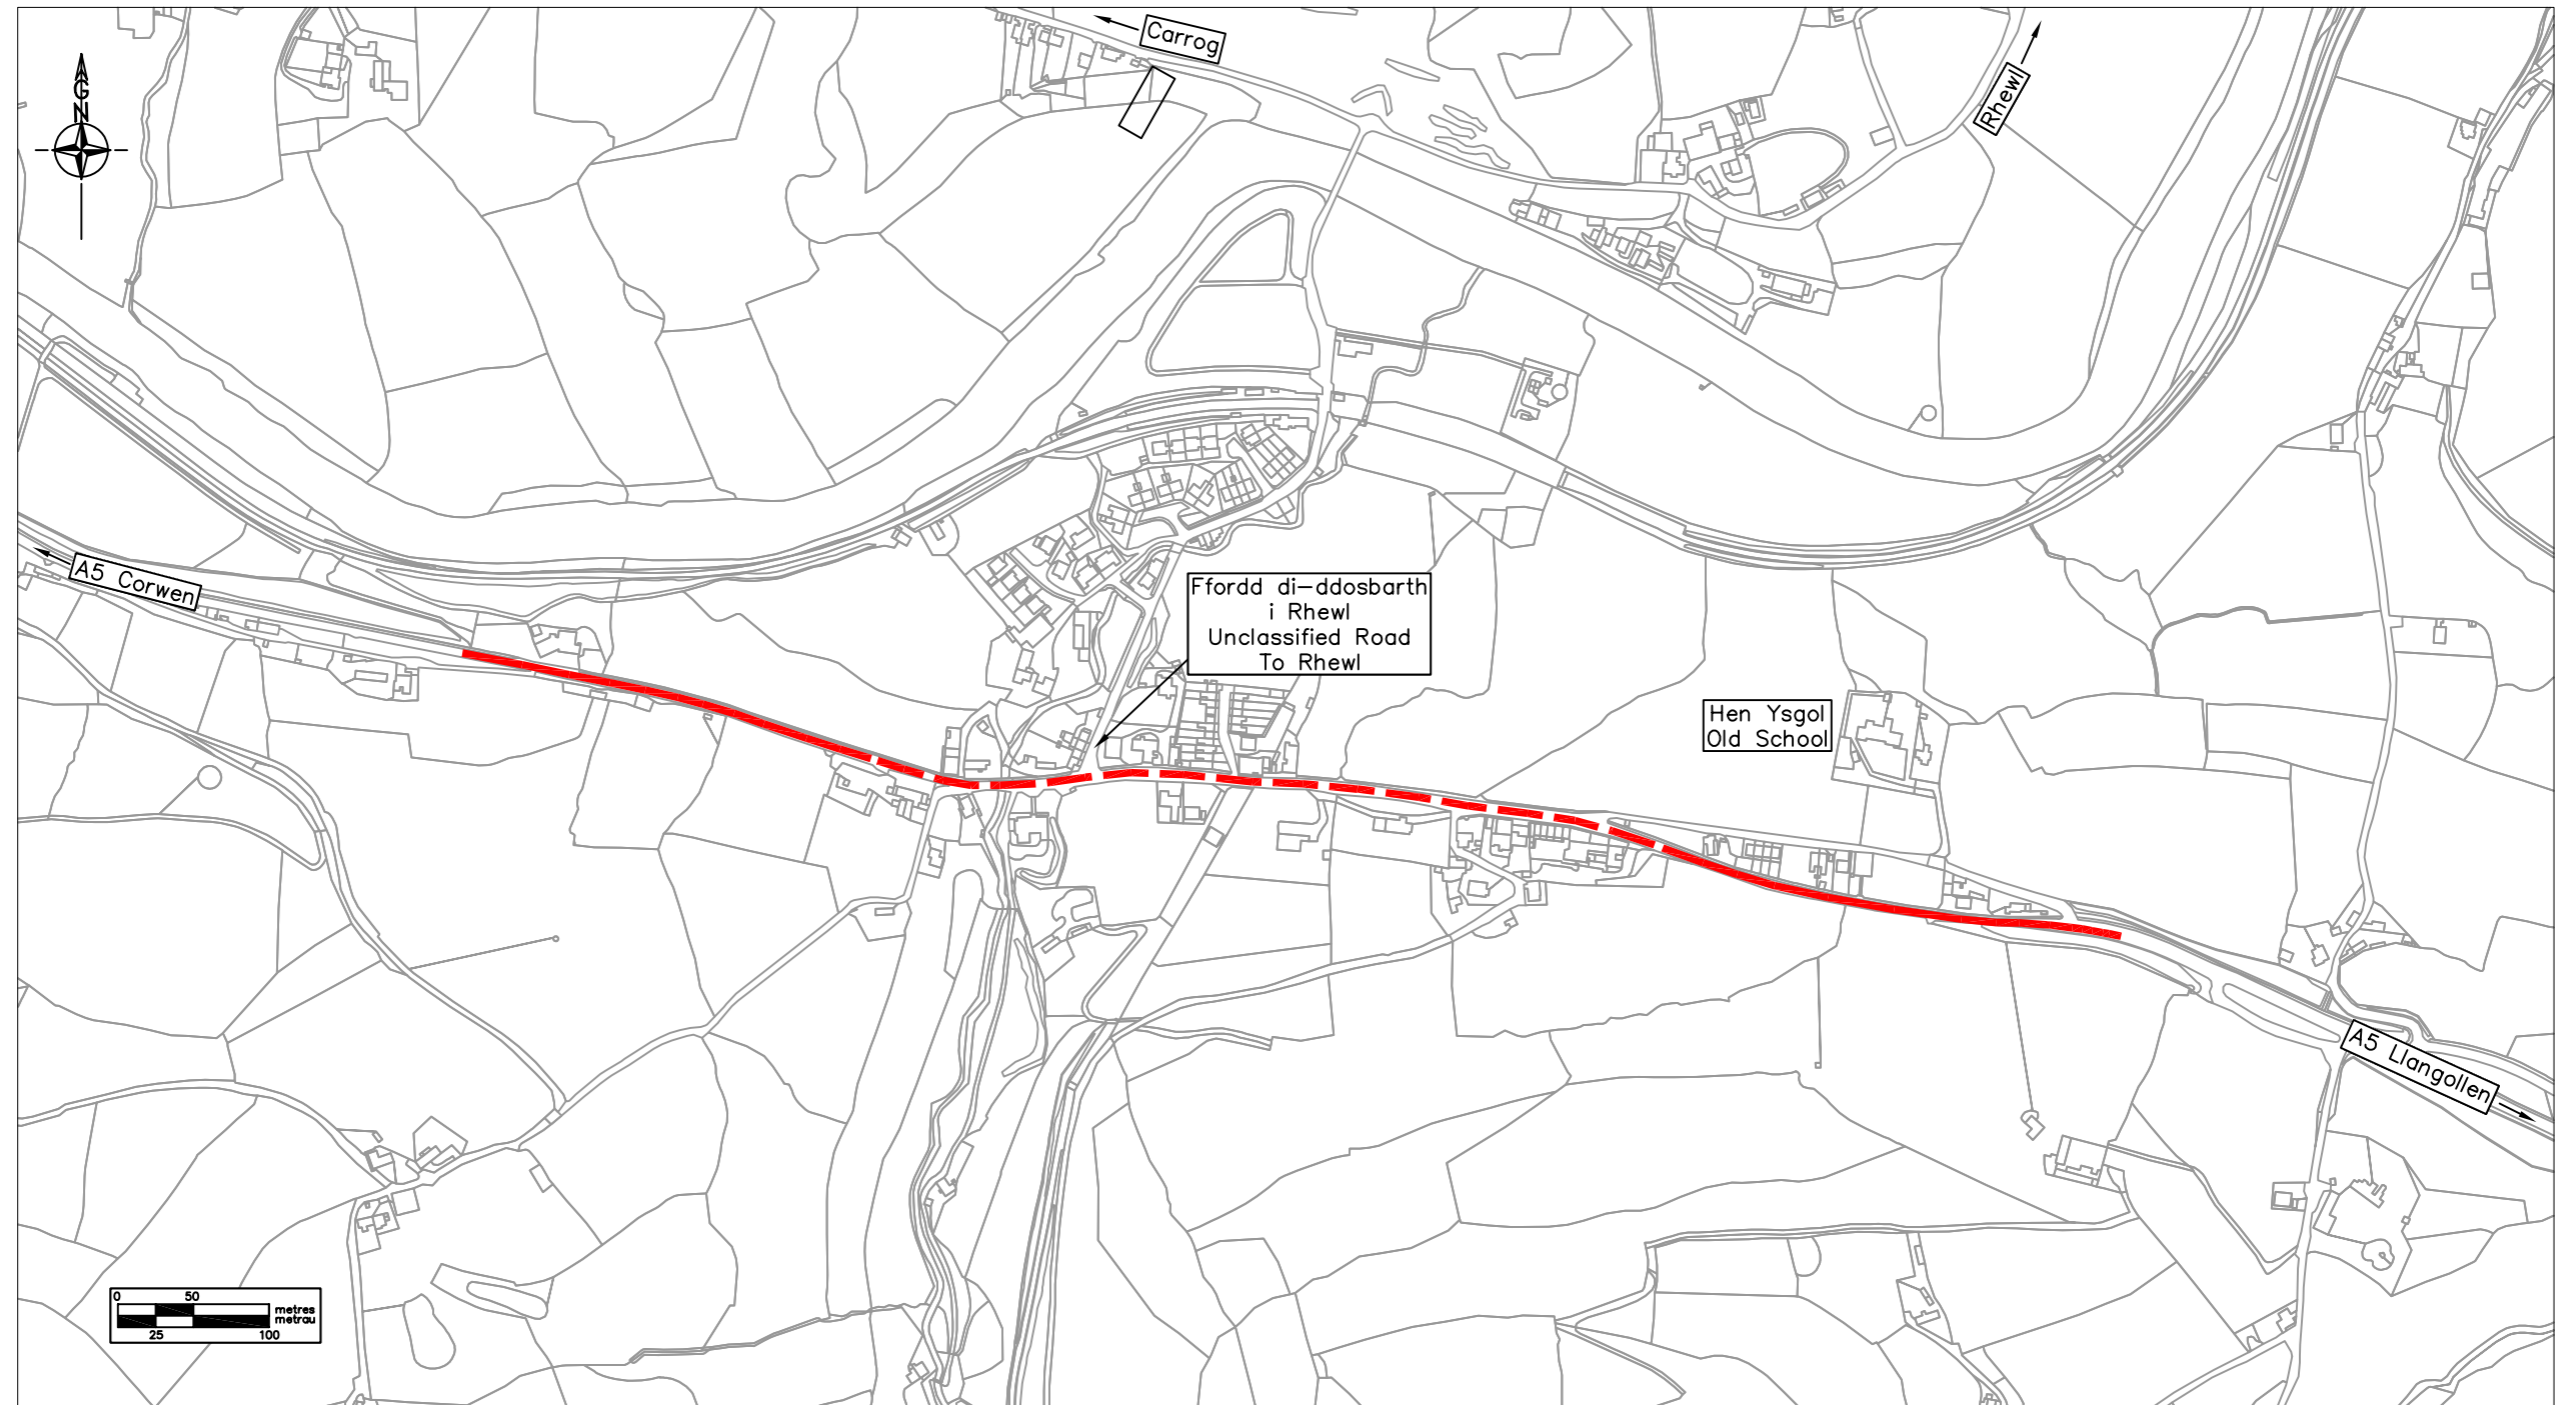 Carrog
Rhewl
G
N
A5 Corwen
Ffordd di-ddosbarth
i Rhewl
Unclassified Road
To Rhewl
Hen Ysgol
Old School
A5 Llangollen
0 50
metres
metrau
25 100